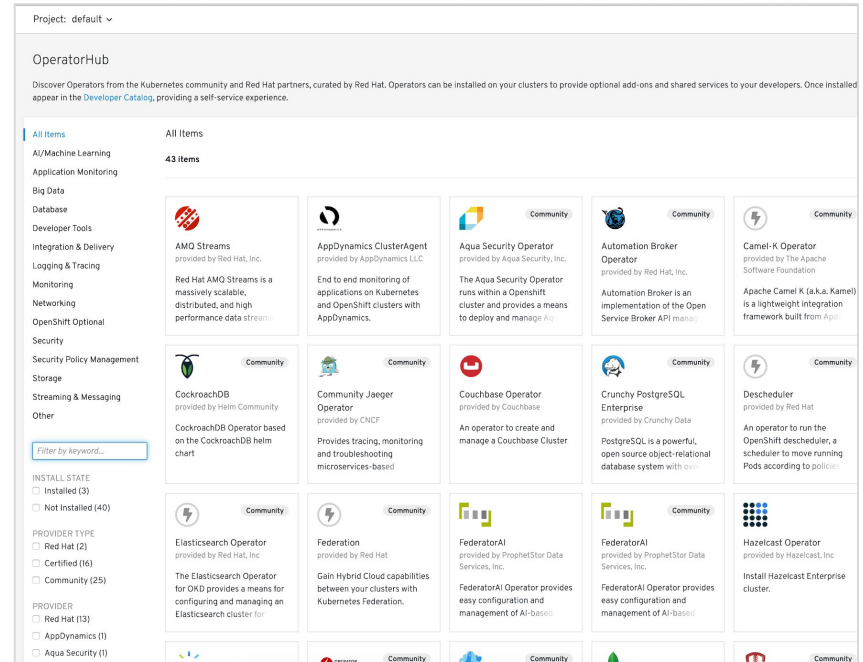 Project: default
OperatorHub
Discover Operators from the Kubernetes community and Red Hat partners, curated by Red Hat. Operators can be installed on your clusters to provide optional add-ons and shared services to your developers. Once installed
appear in the Developer Catalog, providing a self-service experience.
All Items
AI/Machine Learning
Application Monitoring
Big Data
Database
Developer Tools
Integration & Delivery
Logging & Tracing
Monitoring
Networking
OpenShift Optional
Security
Security Policy Management
Storage
Streaming & Messaging
Other
Filter by keyword...
INSTALL STATE
Installed (3)
Not Installed (40)
PROVIDER TYPE
Red Hat (2)
Certified (16)
Community (25)
PROVIDER
Red Hat (13)
AppDynamics (1)
Aqua Security (1)
All Items
43 items
AMQ Streams
provided by Red Hat, Inc.
Red Hat AMQ Streams is a
massively scalable,
distributed, and high
performance data streami
APPDYNAMICS
AppDynamics ClusterAgent
provided by AppDynamics LLC
End to end monitoring of
applications on Kubernetes
and OpenShift clusters with
AppDynamics.
Community
Aqua Security Operator
provided by Aqua Security, Inc.
The Aqua Security Operator
runs within a Openshift
cluster and provides a means
to deploy and manage Aq
Community
Automation Broker
Operator
provided by Red Hat, Inc.
Automation Broker is an
implementation of the Open
Service Broker API manag
Community
Camel-K Operator
provided by The Apache
Software Foundation
Apache Camel K (a.k.a. Kamel)
is a lightweight integration
framework built from Apa
Community
CockroachDB
provided by Helm Community
CockroachDB Operator based
on the CockroachDB helm
chart
Community
Community Jaeger
Operator
provided by CNCF
Provides tracing, monitoring
and troubleshooting
microservices-based
Couchbase Operator
provided by Couchbase
An operator to create and
manage a Couchbase Cluster
Community
Crunchy PostgreSQL
Enterprise
provided by Crunchy Data
PostgreSQL is a powerful,
open source object-relational
database system with ove
Community
Descheduler
provided by Red Hat
An operator to run the
OpenShift descheduler, a
scheduler to move running
Pods according to policies
Community
Elasticsearch Operator
provided by Red Hat, Inc
The Elasticsearch Operator
for OKD provides a means for
configuring and managing an
Elasticsearch cluster for
Community
Federation
provided by Red Hat
Gain Hybrid Cloud capabilities
between your clusters with
Kubernetes Federation.
FederatorAI
provided by ProphetStor Data
Services, Inc.
FederatorAI Operator provides
easy configuration and
management of AI-based
Community
FederatorAI
provided by ProphetStor Data
Services, Inc.
FederatorAI Operator provides
easy configuration and
management of AI-based
Hazelcast Operator
provided by Hazelcast, Inc
Install Hazelcast Enterprise
cluster.
Community
Community
Community